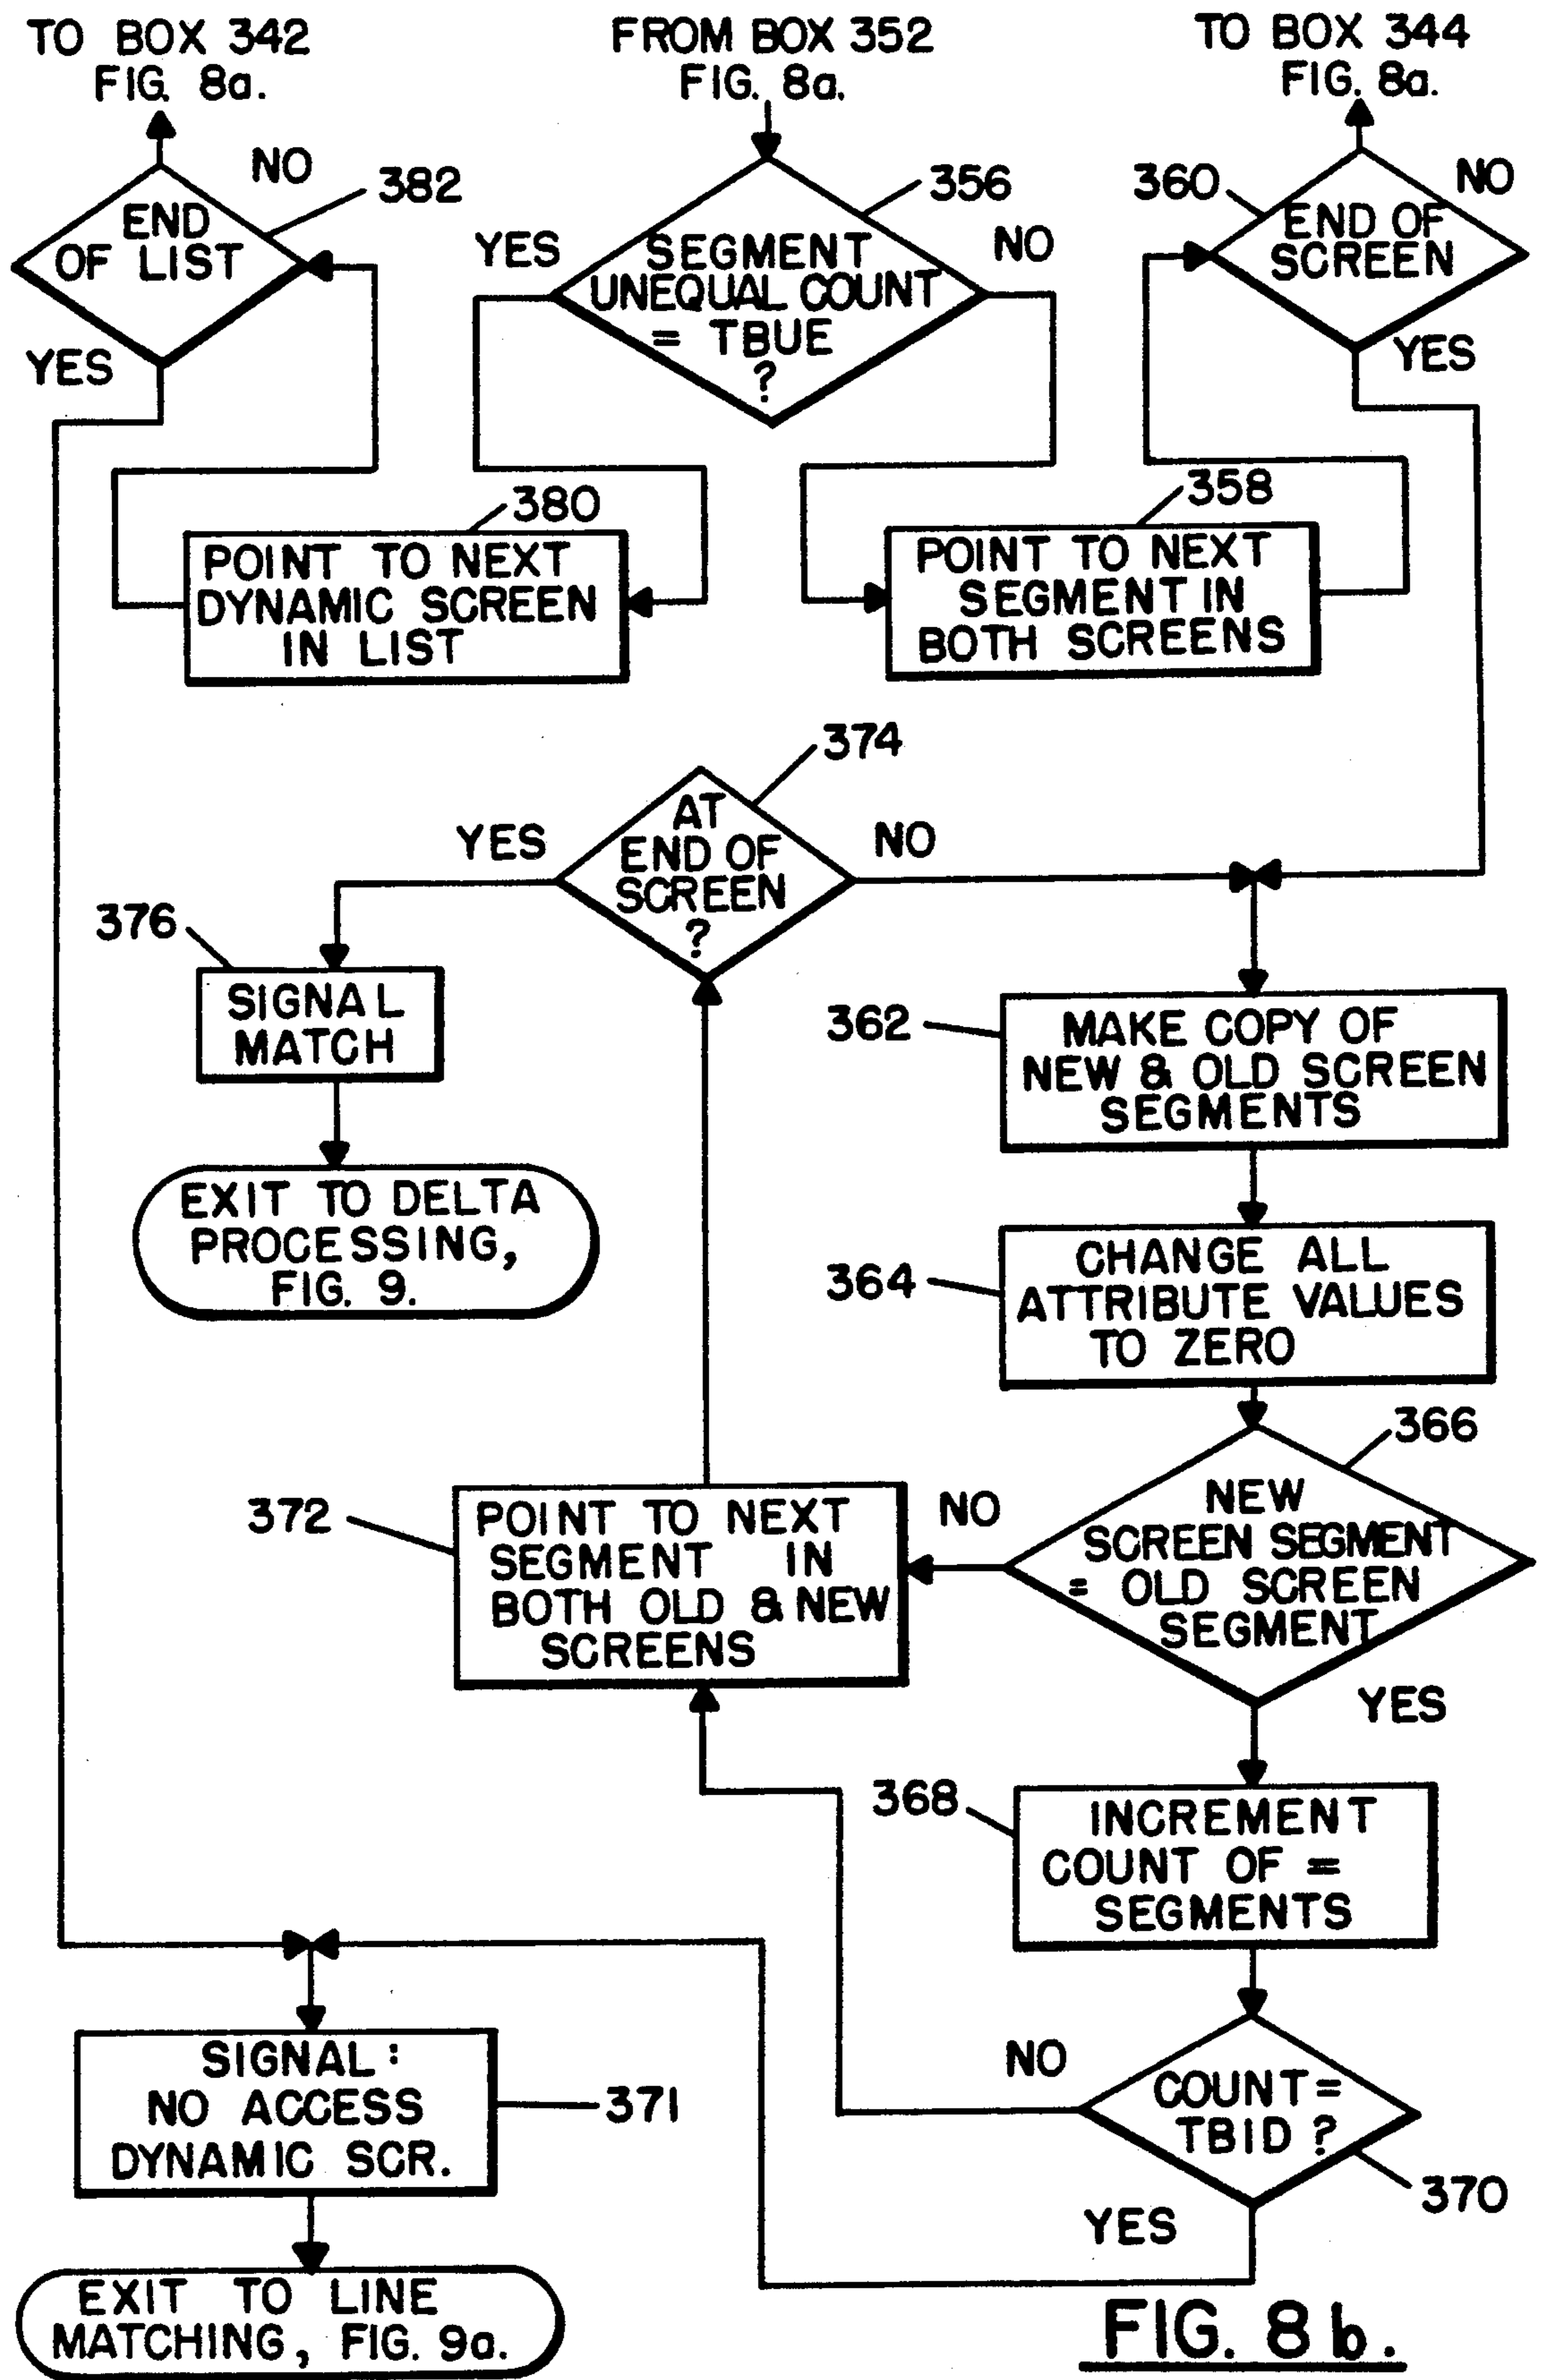 TO BOX 342
FIG. 8a.
FROM BOX 352
FIG. 8a.
TO BOX 344
FIG. 8a.
NO
382
END
OF LIST
YES
356
YES
NO
SEGMENT
UNEQUAL COUNT
= TBUE
?
360
NO
END OF
SCREEN
YES
380
POINT TO NEXT
DYNAMIC SCREEN
IN LIST
358
POINT TO NEXT
SEGMENT IN
BOTH SCREENS
374
AT
END OF
SCREEN
?
YES
NO
376
SIGNAL
MATCH
EXIT TO DELTA
PROCESSING,
FIG. 9.
362
MAKE COPY OF
NEW & OLD SCREEN
SEGMENTS
364
CHANGE ALL
ATTRIBUTE VALUES
TO ZERO
366
NEW
SCREEN SEGMENT
= OLD SCREEN
SEGMENT
NO
YES
372
POINT TO NEXT
SEGMENT IN
BOTH OLD & NEW
SCREENS
368
INCREMENT
COUNT OF =
SEGMENTS
NO
COUNT =
TBID ?
370
YES
SIGNAL:
NO ACCESS
DYNAMIC SCR.
371
EXIT TO LINE
MATCHING, FIG. 9a.
FIG. 8b.